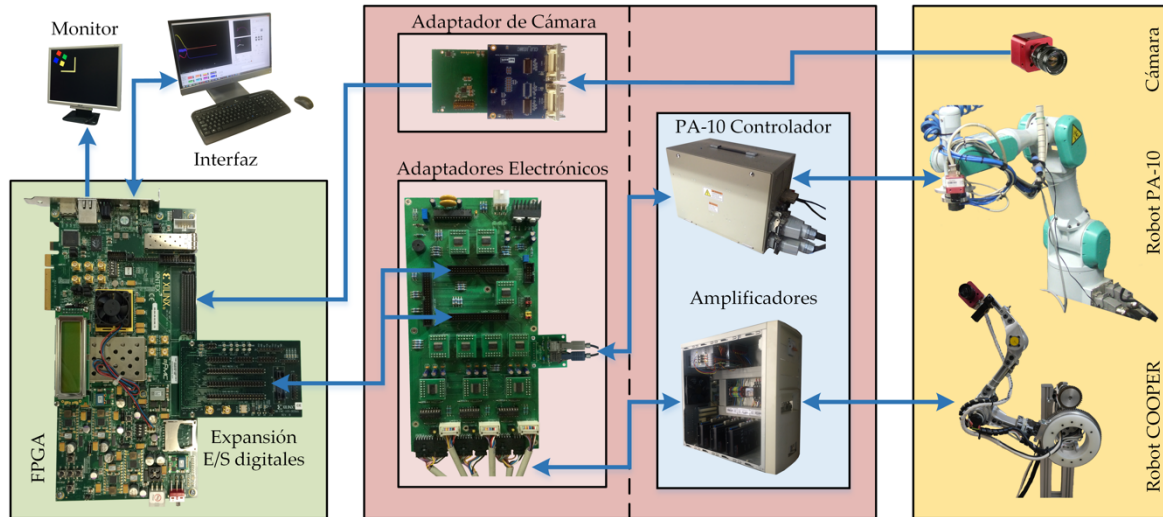 Monitor
Interfaz
Adaptador de Cámara
Adaptadores Electrónicos
PA-10 Controlador
Amplificadores
Cámara
Robot PA-10
Robot COOPER
FPGA
Expansión
E/S digitales
XILINX